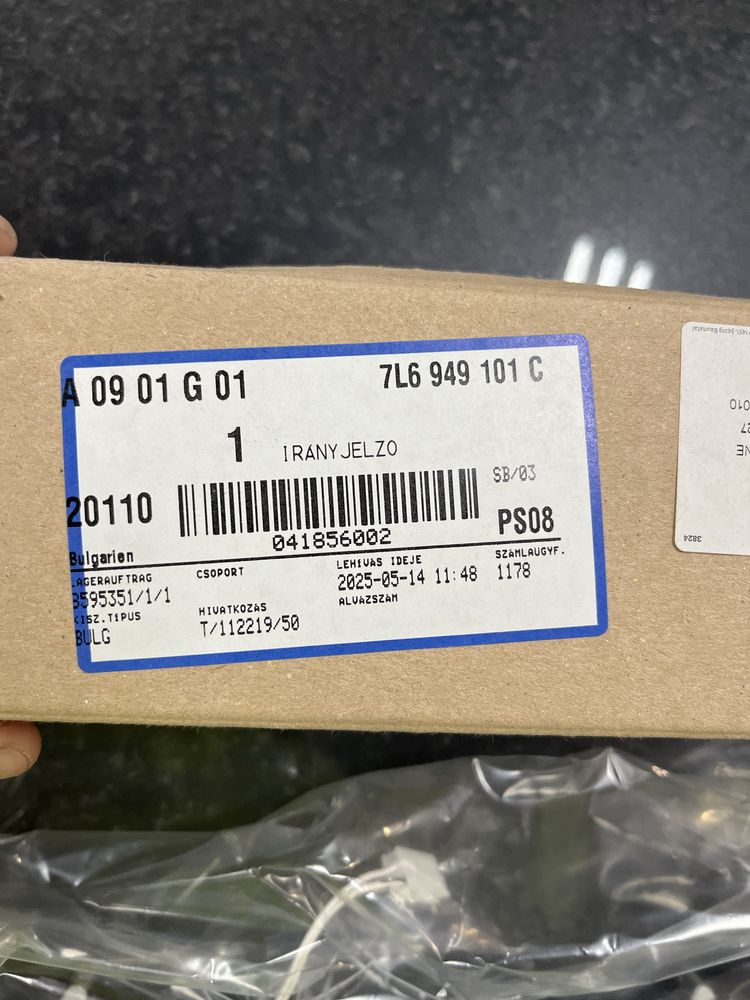 A 09 01 G 01
7L6 949 101 C
1 IRANYJELZO
SB/03
20110
041856002
PS08
Bulgarien
LAGERAUFTRAG
CSOPORT
LEHIVAS IDEJE
SZAMLAUGYF.
3595351/1/1
2025-05-14 11:48
1178
KISZ.TIPUS
HIVATKOZAS
ALVAZSZAM
BULG
T/112219/50
3824